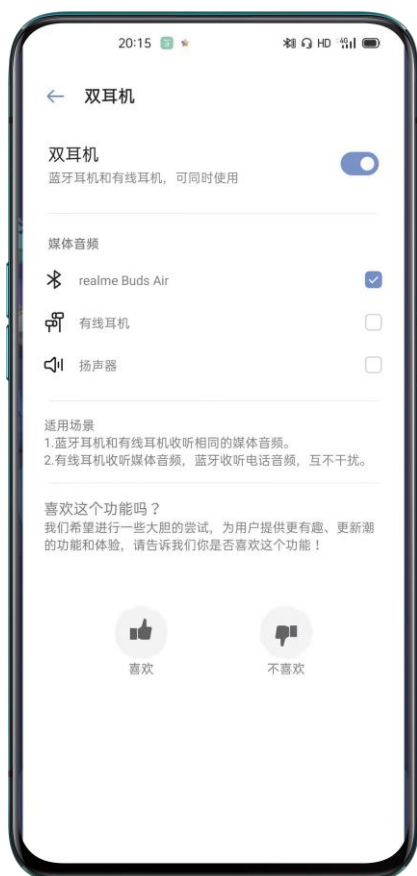 20:15 HD 4G
双耳机
双耳机
蓝牙耳机和有线耳机，可同时使用
媒体音频
realme Buds Air
有线耳机
扬声器
适用场景
1.蓝牙耳机和有线耳机收听相同的媒体音频。
2.有线耳机收听媒体音频，蓝牙收听电话音频，互不干扰。
喜欢这个功能吗？
我们希望进行一些大胆的尝试，为用户提供更有趣、更新潮
的功能和体验，请告诉我们你是否喜欢这个功能！
喜欢 不喜欢